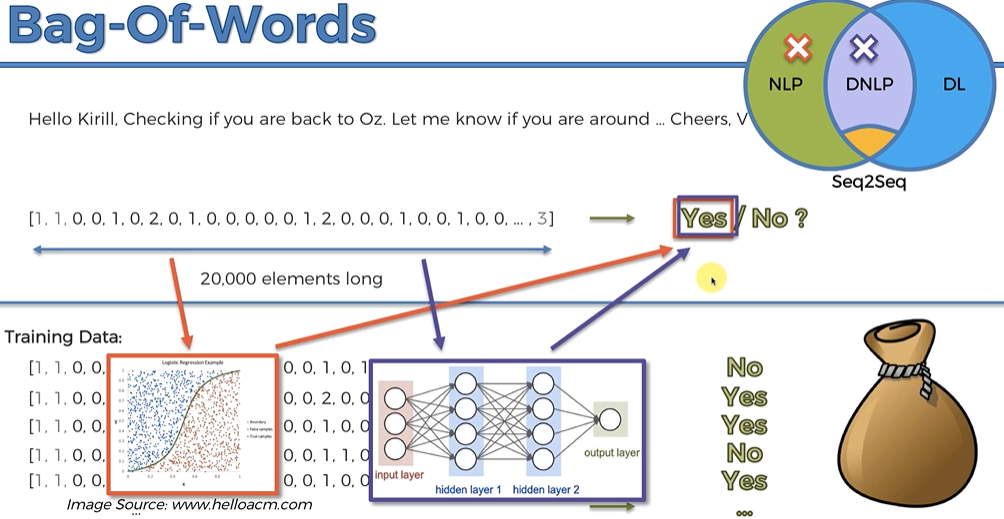 Bag-Of-Words
NLP
DNLP
DL
Seq2Seq
Hello Kirill, Checking if you are back to Oz. Let me know if you are around ... Cheers, V
[1, 1, 0, 0, 1, 0, 2, 0, 1, 0, 0, 0, 0, 0, 1, 2, 0, 0, 0, 1, 0, 0, 1, 0, 0, ... , 3]
Yes / No ?
20,000 elements long
Training Data:
[1, 1, 0, 0, 0, 0, 1, 0, 1 No
[1, 1, 0, 0, 0, 0, 2, 0, 0 Yes
[1, 1, 0, 0, 0, 0, 1, 0, 0 Yes
[1, 1, 0, 0, 0, 0, 1, 1, 0 No
[1, 1, 0, 0, 0, 0, 1, 0, 0 Yes
... ...
Logistic Regression Example
Boundary
False samples
True samples
input layer
hidden layer 1
hidden layer 2
output layer
Image Source: www.helloacm.com